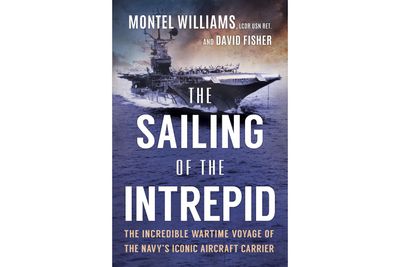 MONTEL WILLIAMS, LCDR USN RET.
AND DAVID FISHER
THE
SAILING
OF THE
INTREPID
THE INCREDIBLE WARTIME VOYAGE OF
THE NAVY'S ICONIC AIRCRAFT CARRIER